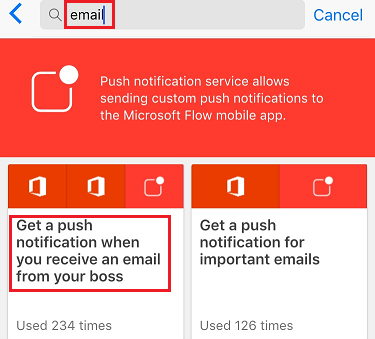 email
Cancel
Push notification service allows
sending custom push notifications to
the Microsoft Flow mobile app.
Get a push
notification when
you receive an email
from your boss
Used 234 times
Get a push
notification for
important emails
Used 126 times